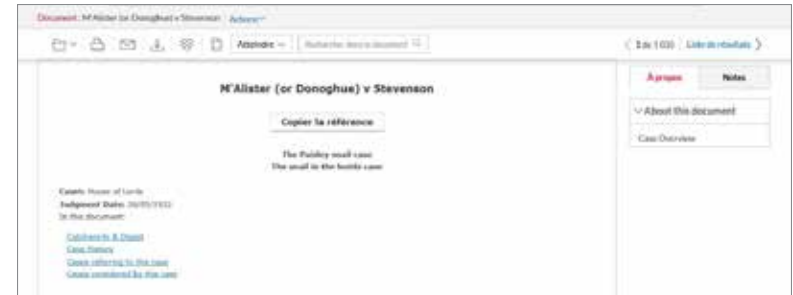 Document : M'Alister (or Donoghue) v Stevenson Actions
Atteindre Recherche dans le document
de 1 020 Liste de résultats
À propos Notes
M'Alister (or Donoghue) v Stevenson
About this document
Copier la référence
Case Overview
The Paisley snail case
The snail in the bottle case
Court: House of Lords
Judgment Date: 26/05/1932
In this document:
Catchwords & Digest
Case History
Cases referring to this case
Cases considered by this case